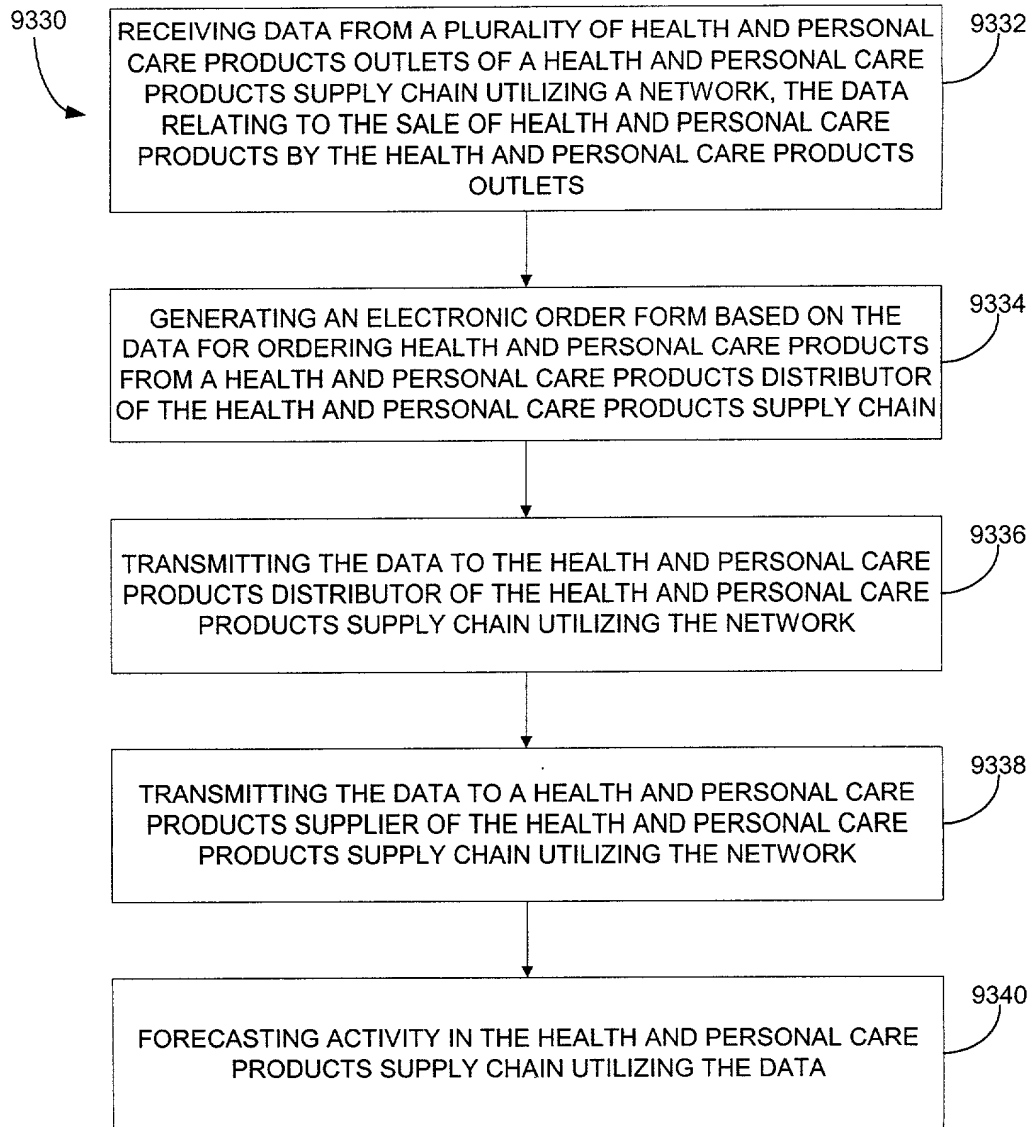 9330
RECEIVING DATA FROM A PLURALITY OF HEALTH AND PERSONAL
CARE PRODUCTS OUTLETS OF A HEALTH AND PERSONAL CARE
PRODUCTS SUPPLY CHAIN UTILIZING A NETWORK, THE DATA
RELATING TO THE SALE OF HEALTH AND PERSONAL CARE
PRODUCTS BY THE HEALTH AND PERSONAL CARE PRODUCTS
OUTLETS
9332
GENERATING AN ELECTRONIC ORDER FORM BASED ON THE
DATA FOR ORDERING HEALTH AND PERSONAL CARE PRODUCTS
FROM A HEALTH AND PERSONAL CARE PRODUCTS DISTRIBUTOR
OF THE HEALTH AND PERSONAL CARE PRODUCTS SUPPLY CHAIN
9334
TRANSMITTING THE DATA TO THE HEALTH AND PERSONAL CARE
PRODUCTS DISTRIBUTOR OF THE HEALTH AND PERSONAL CARE
PRODUCTS SUPPLY CHAIN UTILIZING THE NETWORK
9336
TRANSMITTING THE DATA TO A HEALTH AND PERSONAL CARE
PRODUCTS SUPPLIER OF THE HEALTH AND PERSONAL CARE
PRODUCTS SUPPLY CHAIN UTILIZING THE NETWORK
9338
FORECASTING ACTIVITY IN THE HEALTH AND PERSONAL CARE
PRODUCTS SUPPLY CHAIN UTILIZING THE DATA
9340